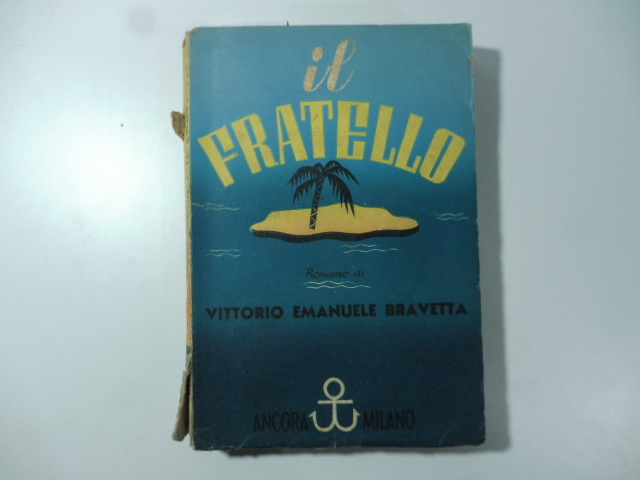 il
FRATELLO
Romanzo di
VITTORIO EMANUELE BRAVETTA
ANCORA MILANO